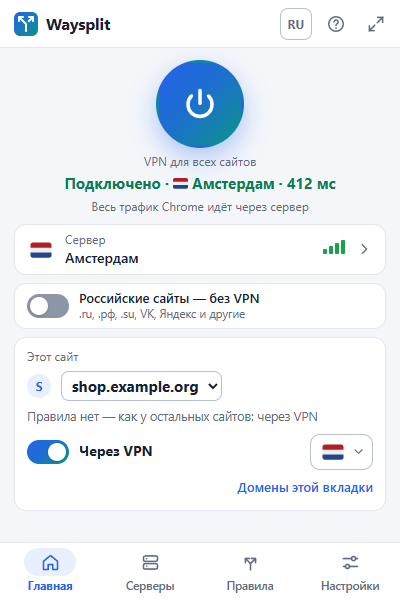 Waysplit
RU
VPN для всех сайтов
Подключено · Амстердам · 412 мс
Весь трафик Chrome идёт через сервер
Сервер
Амстердам
Российские сайты — без VPN
.ru, .рф, .su, VK, Яндекс и другие
Этот сайт
S
shop.example.org
Правила нет — как у остальных сайтов: через VPN
Через VPN
Домены этой вкладки
Главная
Серверы
Правила
Настройки